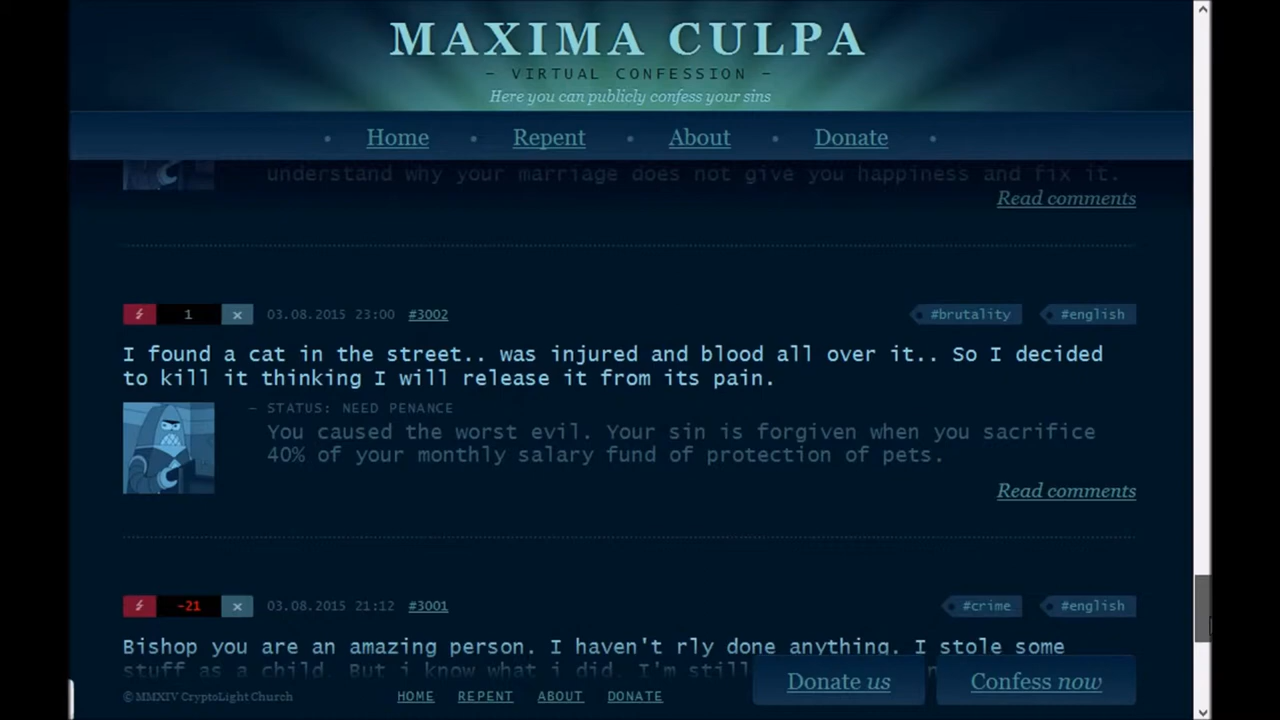 MAXIMA CULPA
- VIRTUAL CONFESSION -
Here you can publicly confess your sins
• Home • Repent • About • Donate •
understand why your marriage does not give you happiness and fix it.
Read comments
1 × 03.08.2015 23:00 #3002 #brutality #english
I found a cat in the street.. was injured and blood all over it.. So I decided
to kill it thinking I will release it from its pain.
– STATUS: NEED PENANCE
You caused the worst evil. Your sin is forgiven when you sacrifice
40% of your monthly salary fund of protection of pets.
Read comments
-21 × 03.08.2015 21:12 #3001 #crime #english
Bishop you are an amazing person. I haven't rly done anything. I stole some
stuff as a child. But i know what i did. I'm still
Donate us Confess now
© MMXIV CryptoLight Church HOME REPENT ABOUT DONATE